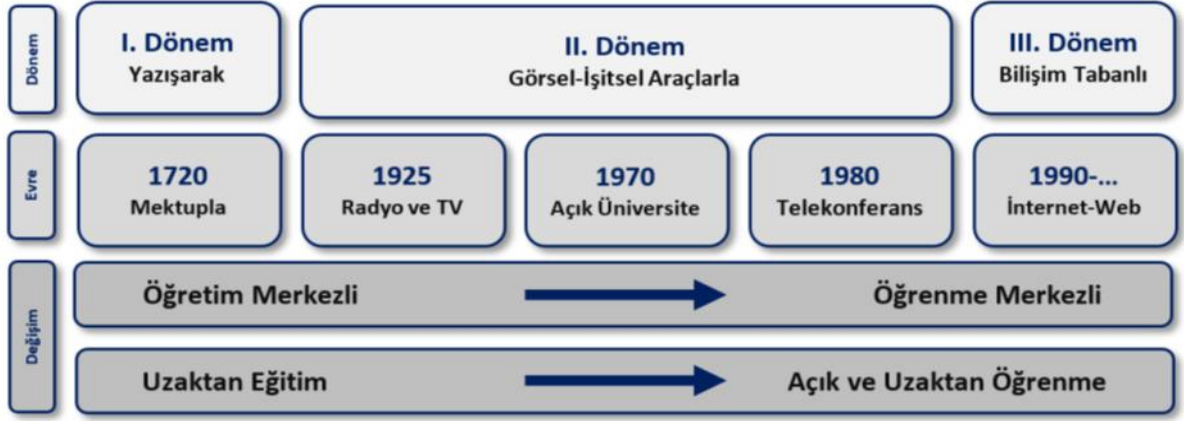 Dönem
I. Dönem
Yazışarak
II. Dönem
Görsel-İşitsel Araçlarla
III. Dönem
Bilişim Tabanlı
Evre
1720
Mektupla
1925
Radyo ve TV
1970
Açık Üniversite
1980
Telekonferans
1990-...
İnternet-Web
Değişim
Öğretim Merkezli
Öğrenme Merkezli
Uzaktan Eğitim
Açık ve Uzaktan Öğrenme